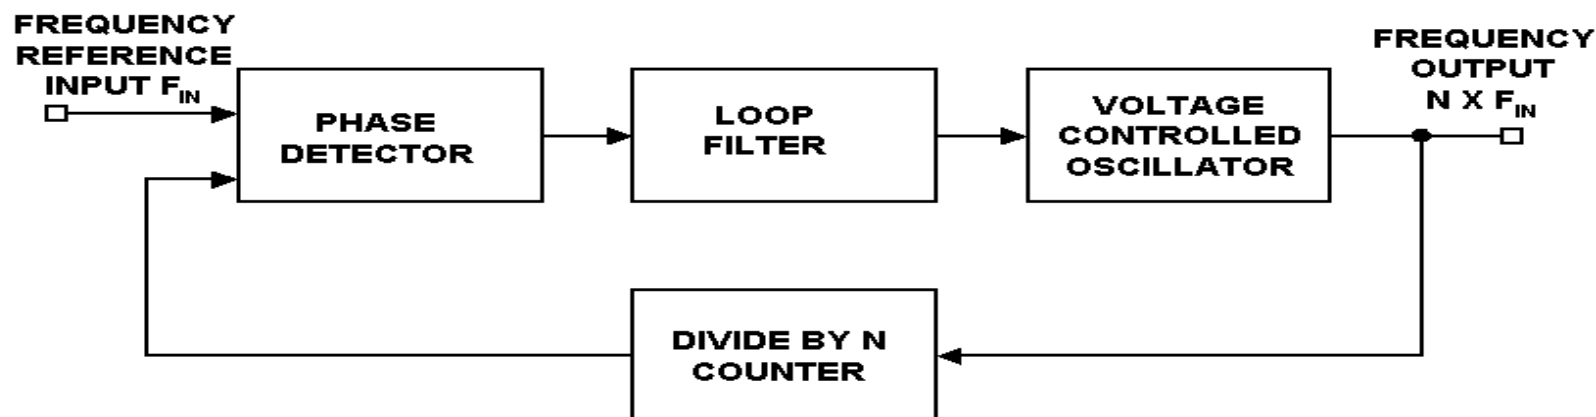 FREQUENCY
REFERENCE
INPUT FIN
PHASE
DETECTOR
LOOP
FILTER
VOLTAGE
CONTROLLED
OSCILLATOR
FREQUENCY
OUTPUT
N X FIN
DIVIDE BY N
COUNTER